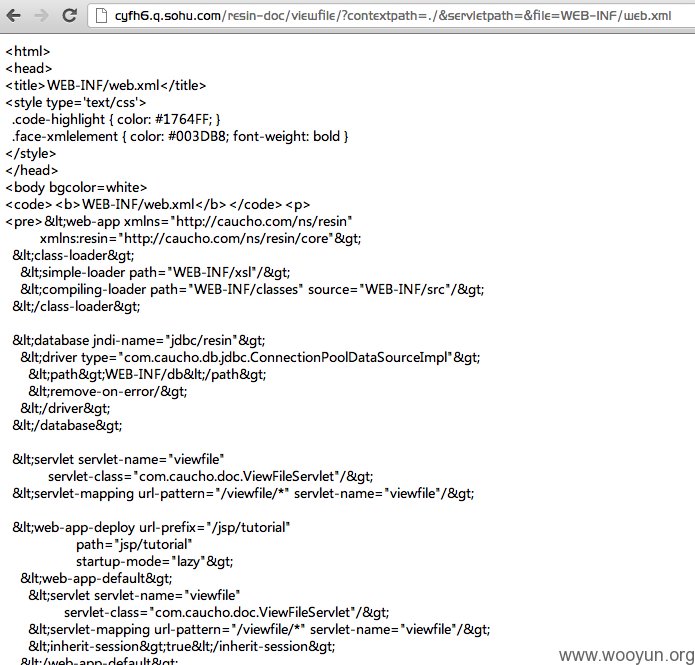 cyfh6.q.sohu.com/resin-doc/viewfile/?contextpath=./&servletpath=&file=WEB-INF/web.xml
<html>
<head>
<title>WEB-INF/web.xml</title>
<style type='text/css'>
.code-highlight { color: #1764FF; }
.face-xmlelement { color: #003DB8; font-weight: bold }
</style>
</head>
<body bgcolor=white>
<code> <b>WEB-INF/web.xml</b> </code> <p>
<pre>&lt;web-app xmlns="http://caucho.com/ns/resin"
xmlns:resin="http://caucho.com/ns/resin/core"&gt;
&lt;class-loader&gt;
&lt;simple-loader path="WEB-INF/xsl"/&gt;
&lt;compiling-loader path="WEB-INF/classes" source="WEB-INF/src"/&gt;
&lt;/class-loader&gt;
&lt;database jndi-name="jdbc/resin"&gt;
&lt;driver type="com.caucho.db.jdbc.ConnectionPoolDataSourceImpl"&gt;
&lt;path&gt;WEB-INF/db&lt;/path&gt;
&lt;remove-on-error/&gt;
&lt;/driver&gt;
&lt;/database&gt;
&lt;servlet servlet-name="viewfile"
servlet-class="com.caucho.doc.ViewFileServlet"/&gt;
&lt;servlet-mapping url-pattern="/viewfile/*" servlet-name="viewfile"/&gt;
&lt;web-app-deploy url-prefix="/jsp/tutorial"
path="jsp/tutorial"
startup-mode="lazy"&gt;
&lt;web-app-default&gt;
&lt;servlet servlet-name="viewfile"
servlet-class="com.caucho.doc.ViewFileServlet"/&gt;
&lt;servlet-mapping url-pattern="/viewfile/*" servlet-name="viewfile"/&gt;
&lt;inherit-session&gt;true&lt;/inherit-session&gt;
&lt;/web-app-default&gt;
www.wooyun.org